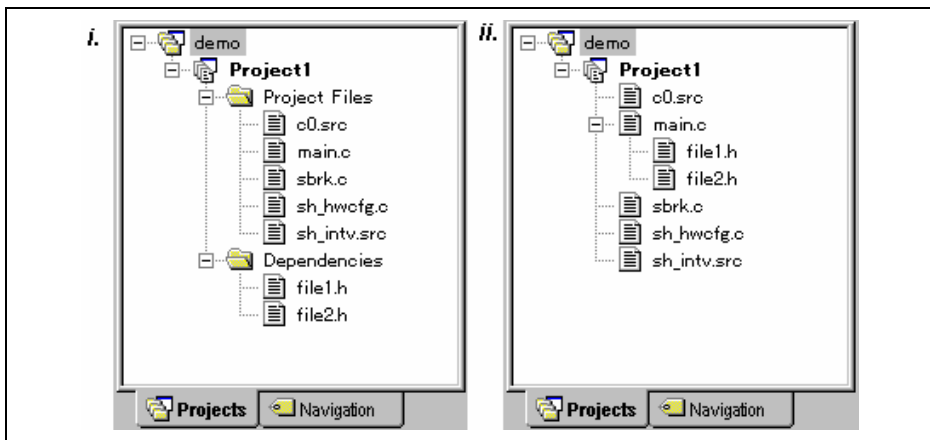 i.
demo
Project1
Project Files
c0.src
main.c
sbrk.c
sh_hwcfg.c
sh_intv.src
Dependencies
file1.h
file2.h
Projects Navigation
ii.
demo
Project1
c0.src
main.c
file1.h
file2.h
sbrk.c
sh_hwcfg.c
sh_intv.src
Projects Navigation